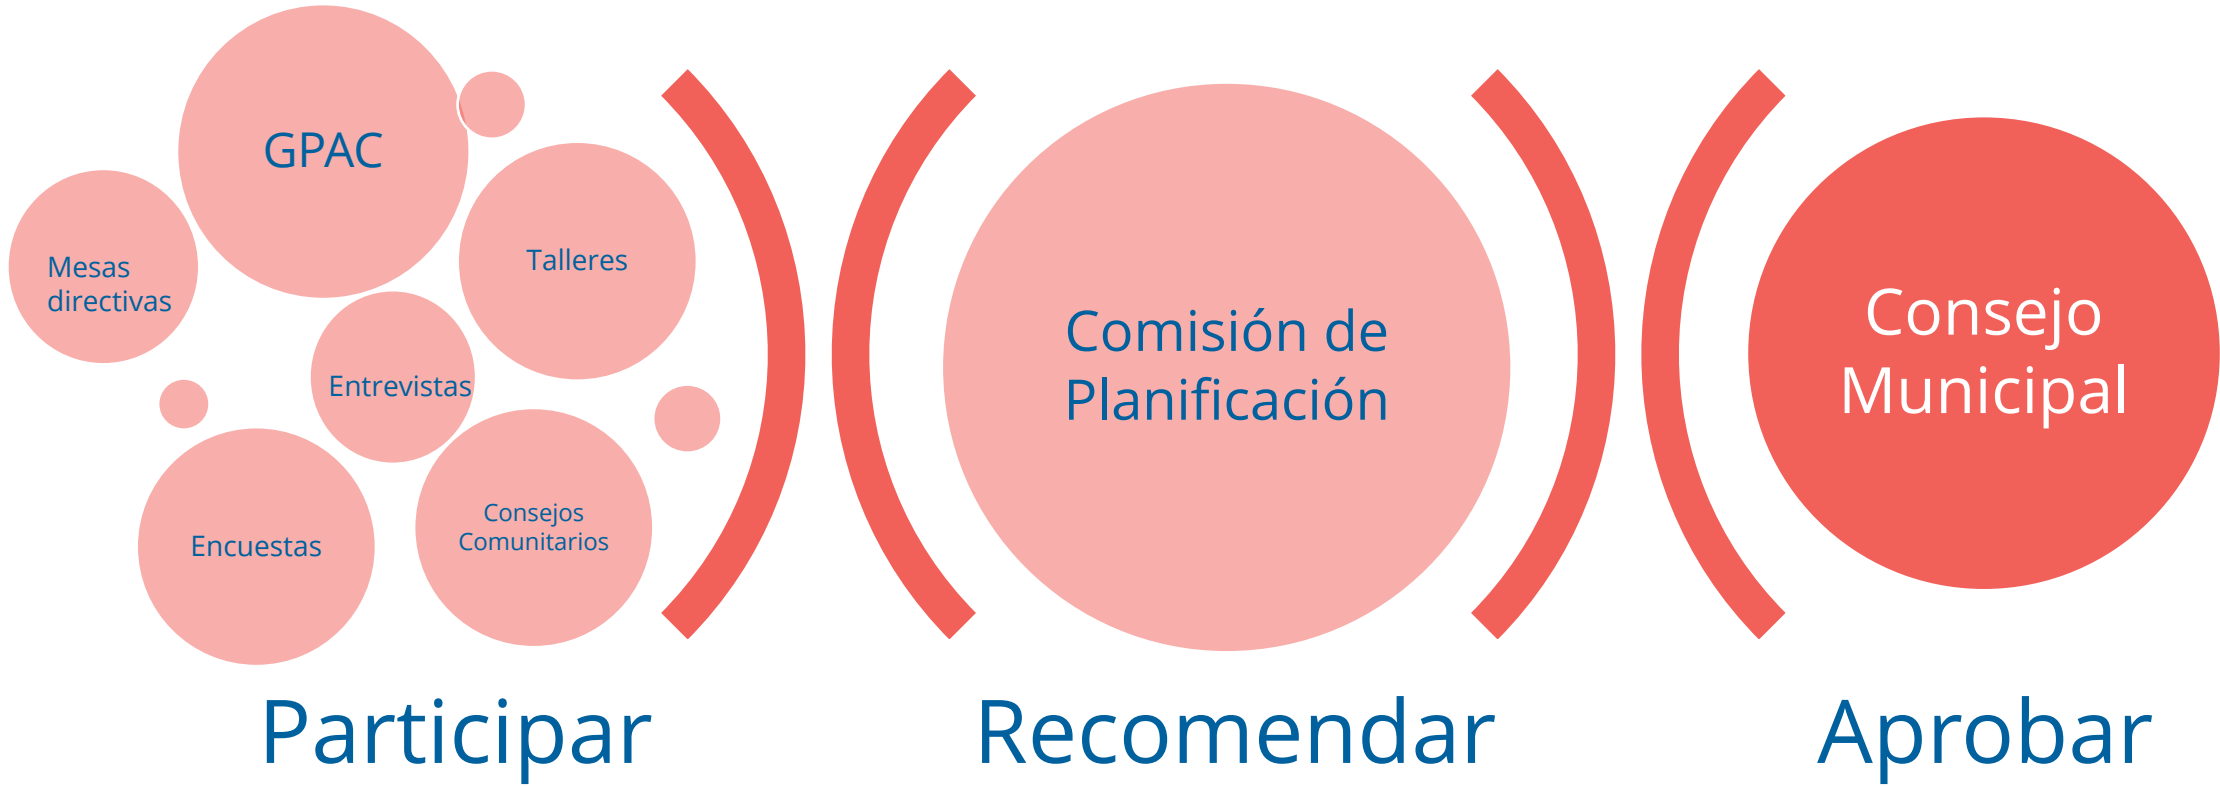 GPAC
Mesas
directivas
Talleres
Entrevistas
Encuestas
Consejos
Comunitarios
Participar
Comisión de
Planificación
Recomendar
Consejo
Municipal
Aprobar